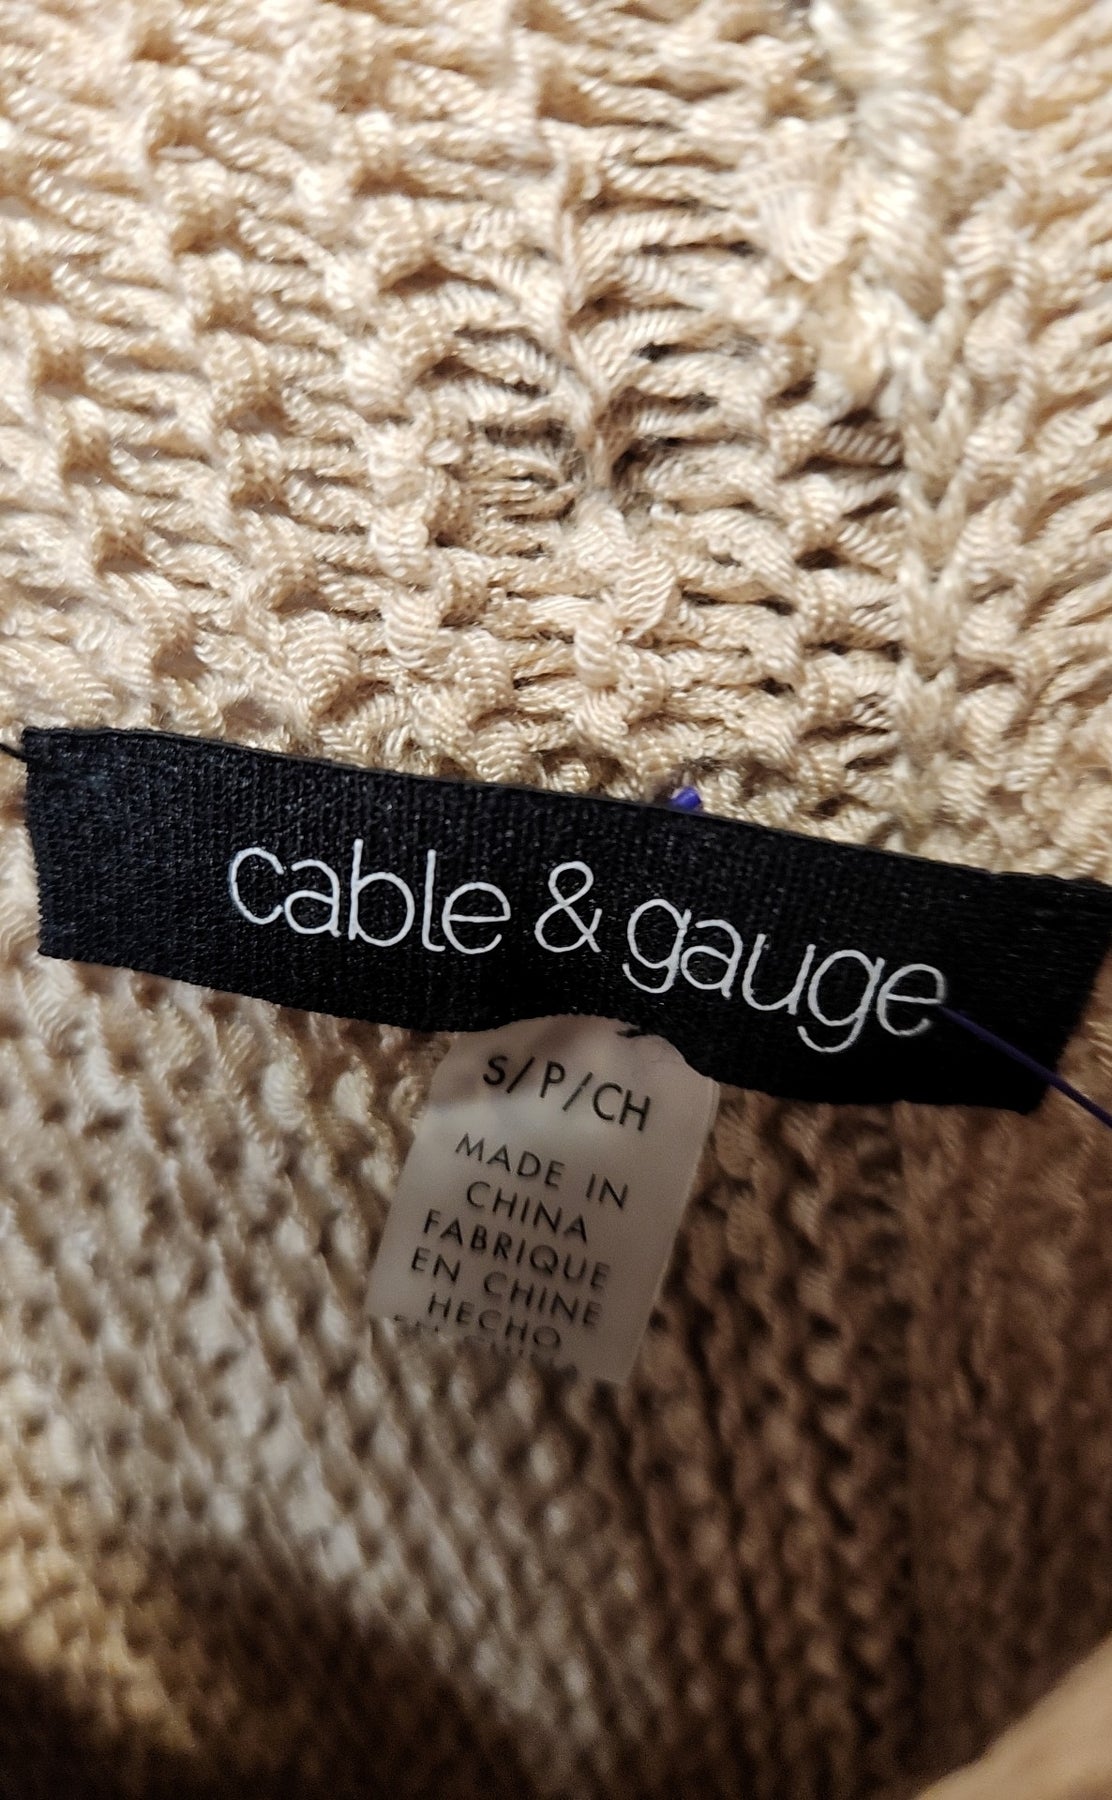 cable & gauge
S/P/CH
MADE IN
CHINA
FABRIQUE
EN CHINE
HECHO